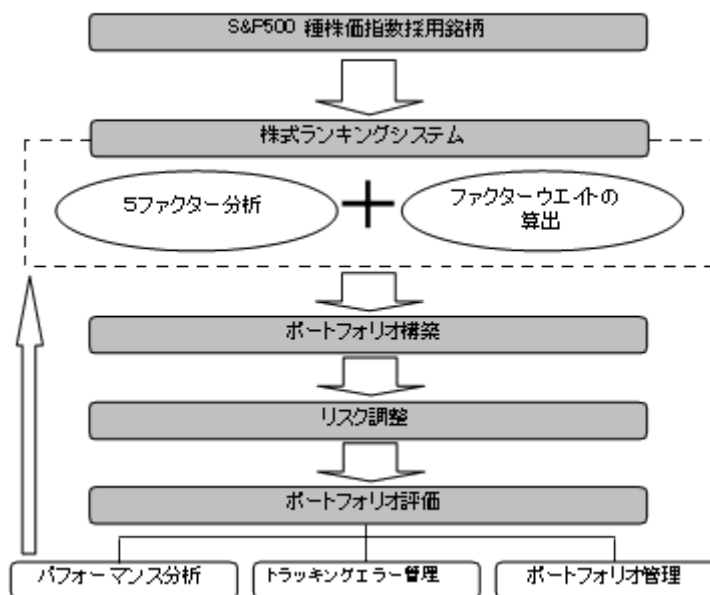 S&P500 種株価指数採用銘柄
株式ランキングシステム
5ファクター分析
ファクターウエイトの
算出
ポートフォリオ構築
リスク調整
ポートフォリオ評価
パフォーマンス分析
トラッキングエラー管理
ポートフォリオ管理